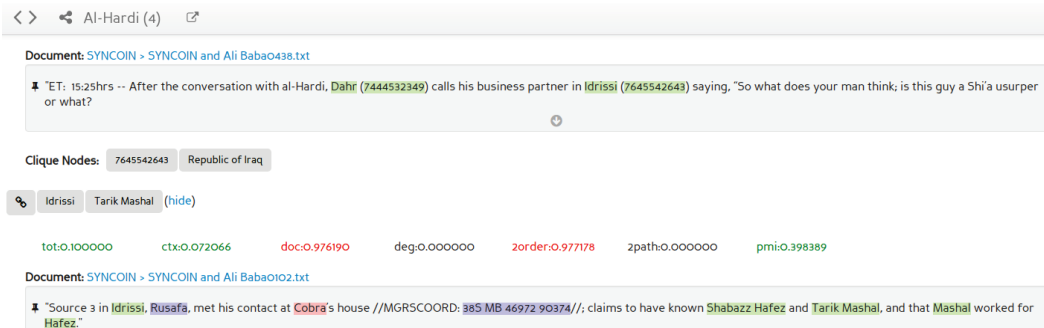 Al-Hardi (4)
Document: SYNCOIN > SYNCOIN and Ali Baba0438.txt
"ET: 15:25hrs -- After the conversation with al-Hardi, Dahr (7444532349) calls his business partner in Idrissi (7645542643) saying, "So what does your man think; is this guy a Shi'a usurper
or what?
Clique Nodes: 7645542643 Republic of Iraq
Idrissi Tarik Mashal (hide)
tot:0.100000 ctx:0.072066 doc:0.976190 deg:0.000000 2order:0.977178 2path:0.000000 pmi:0.398389
Document: SYNCOIN > SYNCOIN and Ali Baba0102.txt
"Source 3 in Idrissi, Rusafa, met his contact at Cobra's house //MGRSCOORD: 38S MB 46972 90374//; claims to have known Shabazz Hafez and Tarik Mashal, and that Mashal worked for
Hafez."